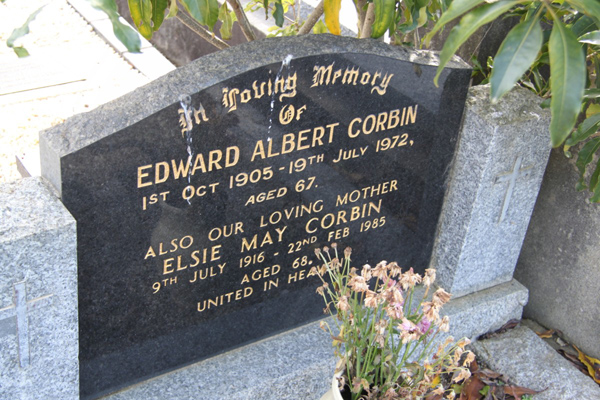 In Loving Memory
Of
EDWARD ALBERT CORBIN
1ST OCT 1905 - 19TH JULY 1972,
AGED 67.
ALSO OUR LOVING MOTHER
ELSIE MAY CORBIN
9TH JULY 1916 - 22ND FEB 1985
AGED 68.
UNITED IN